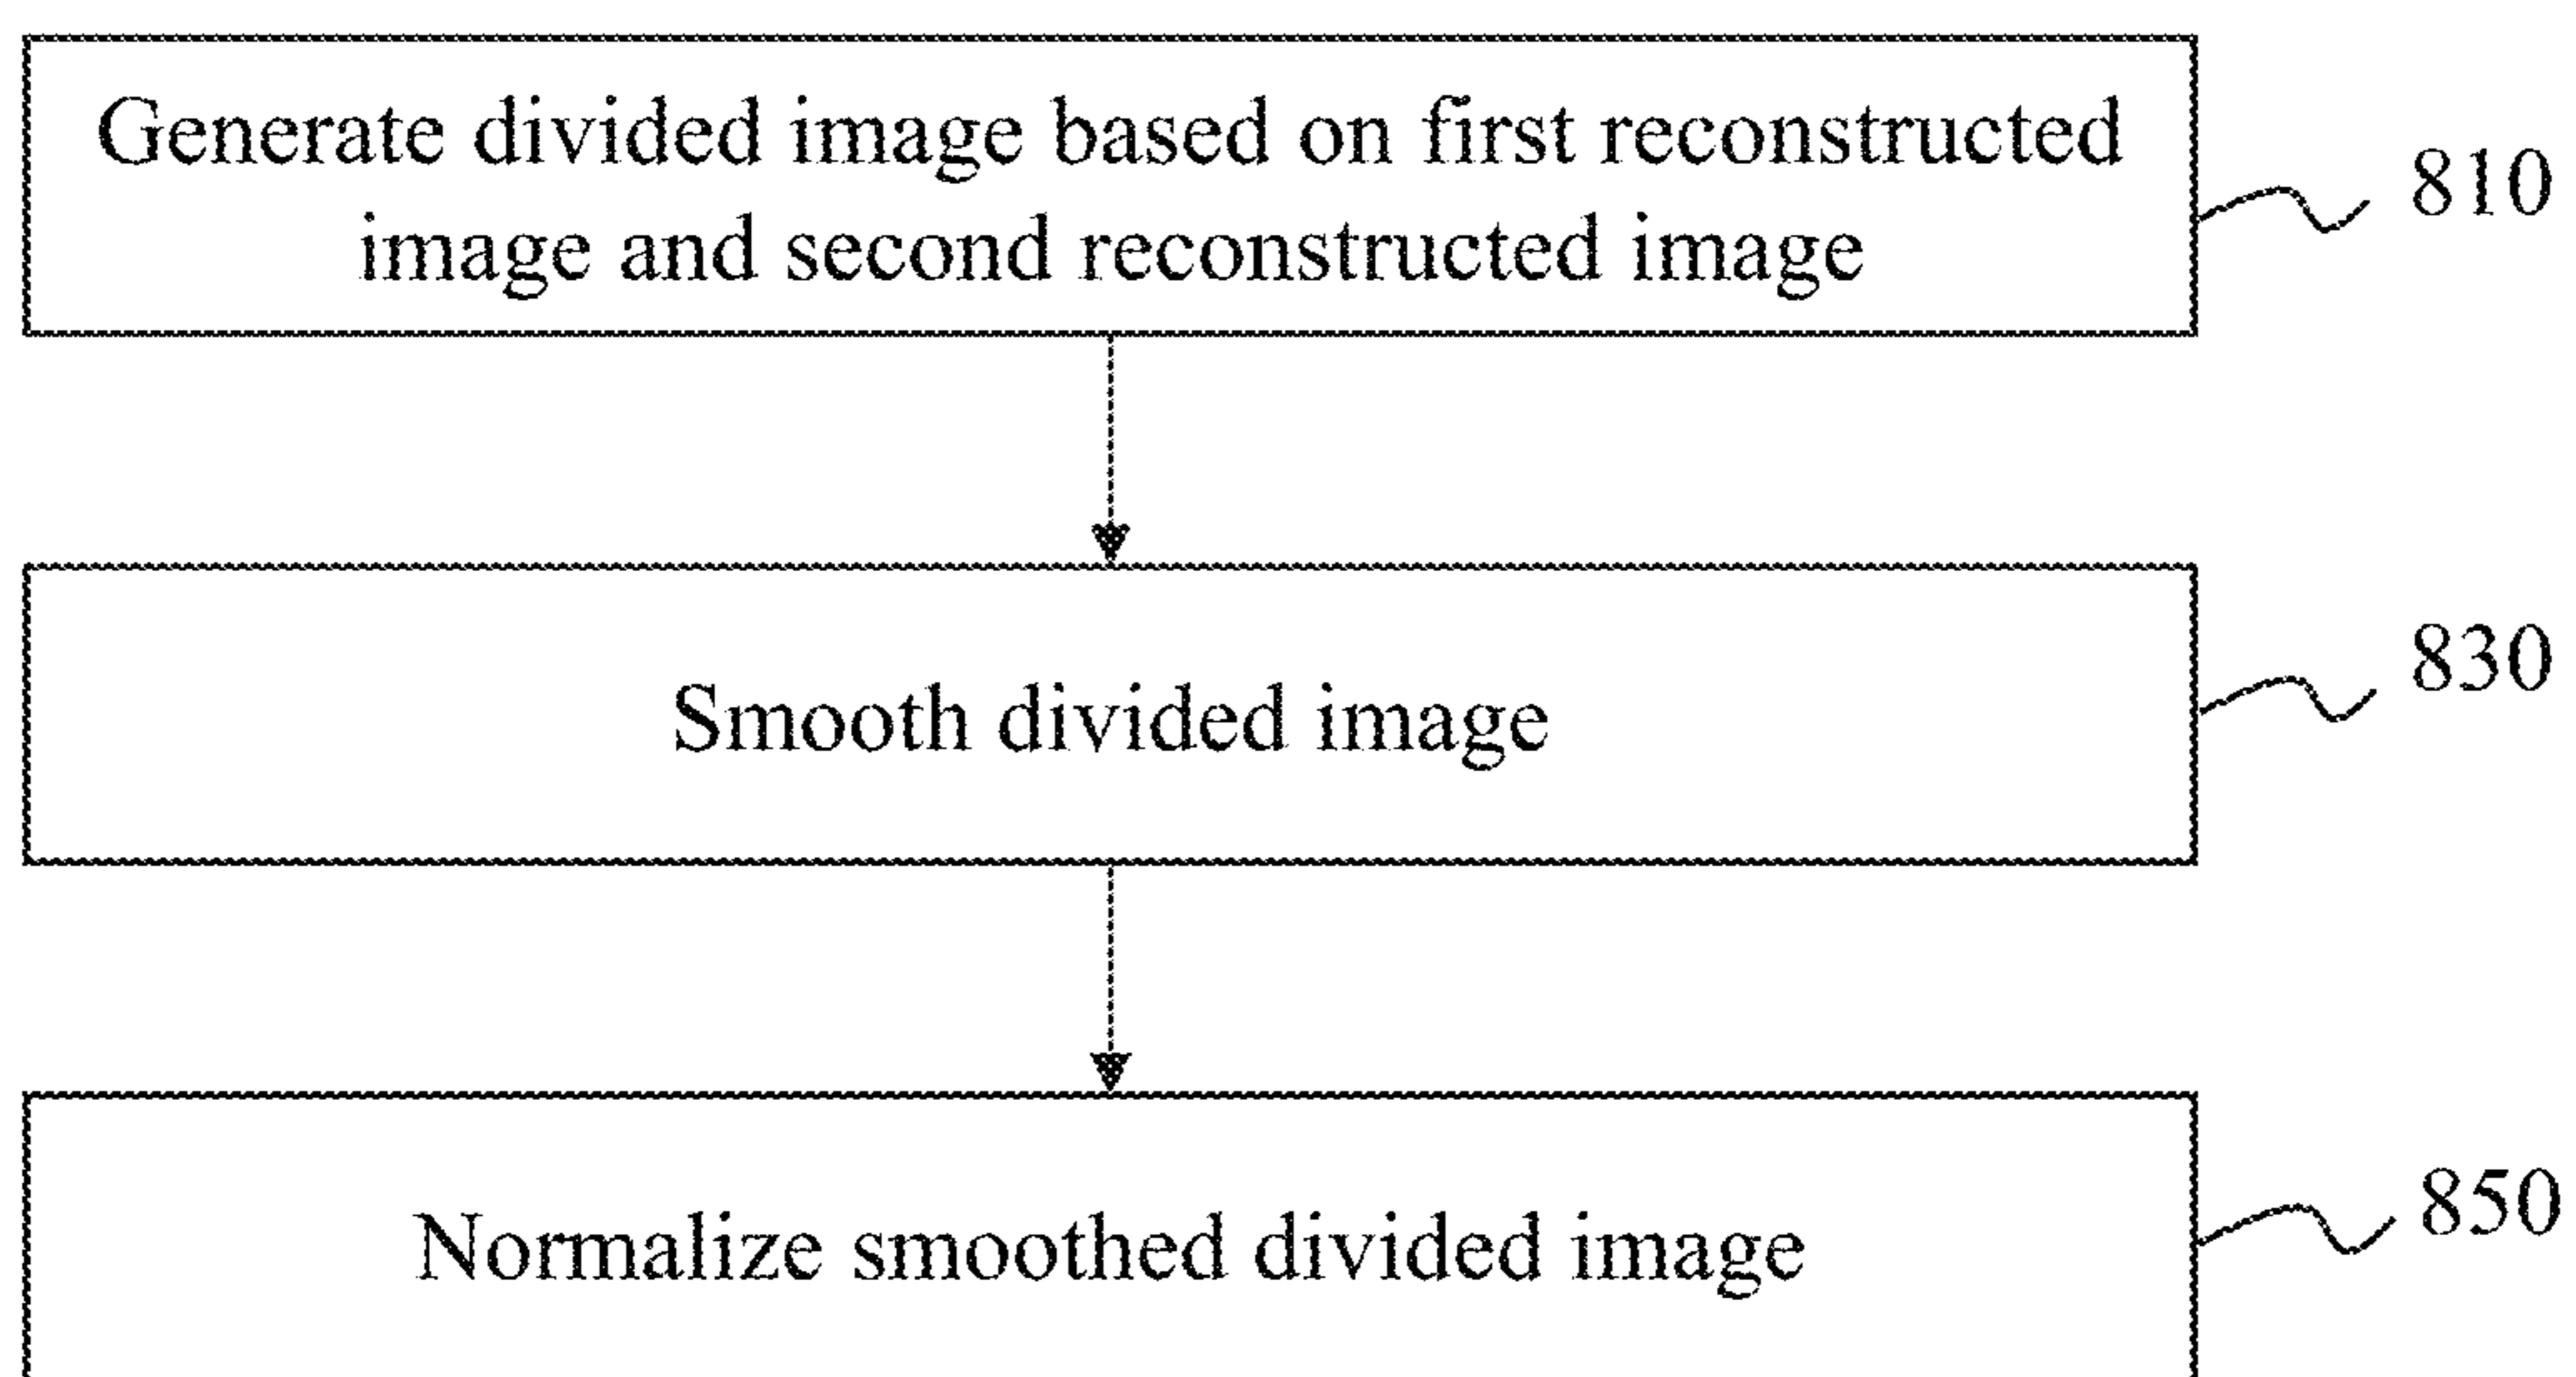 Generate divided image based on first reconstructed
image and second reconstructed image
810
Smooth divided image
830
Normalize smoothed divided image
850